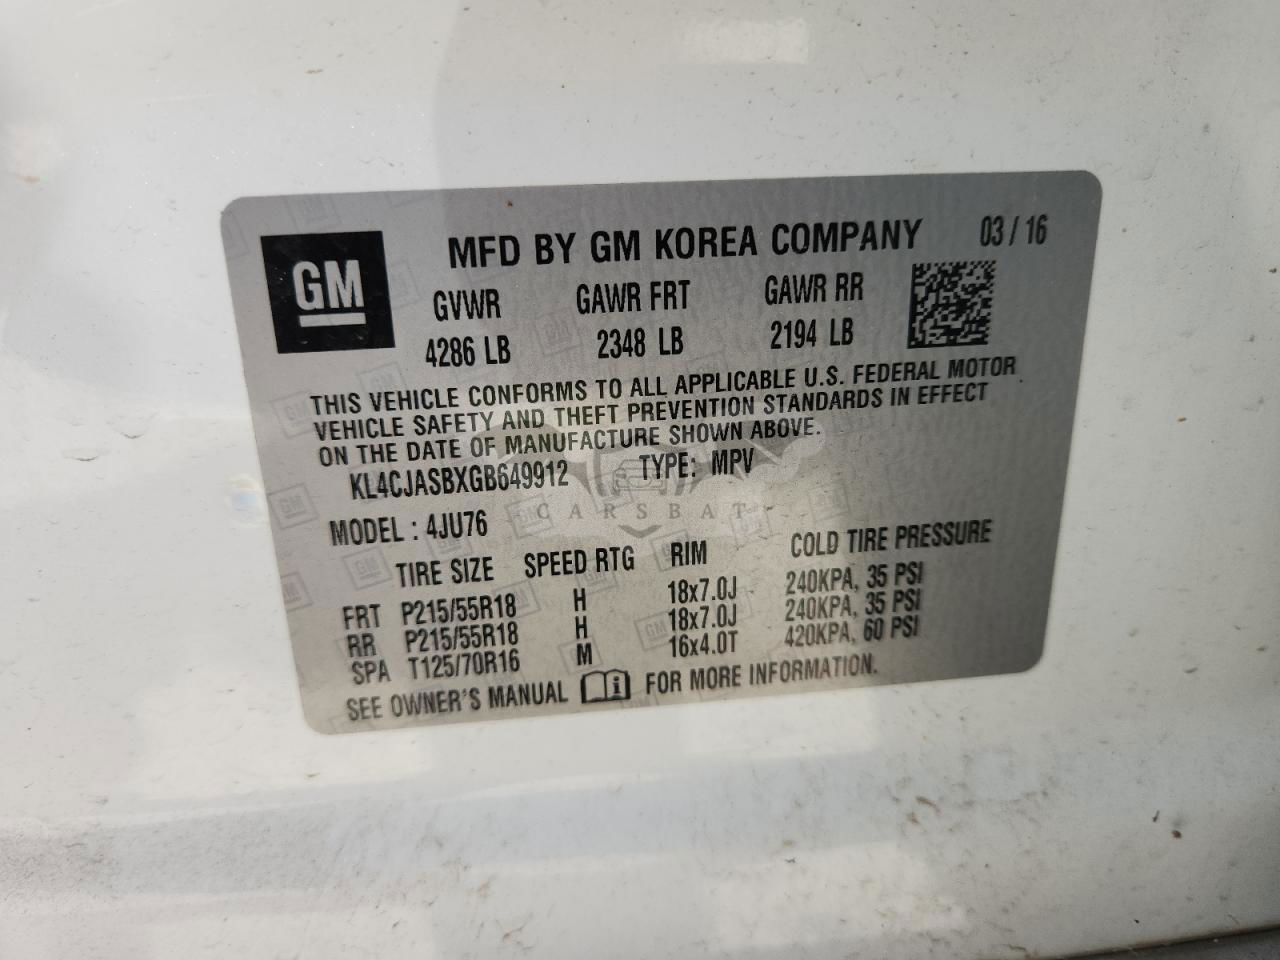 GM
MFD BY GM KOREA COMPANY 03 / 16
GVWR GAWR FRT GAWR RR
4286 LB 2348 LB 2194 LB
THIS VEHICLE CONFORMS TO ALL APPLICABLE U.S. FEDERAL MOTOR
VEHICLE SAFETY AND THEFT PREVENTION STANDARDS IN EFFECT
ON THE DATE OF MANUFACTURE SHOWN ABOVE.
KL4CJASBXGB649912 TYPE: MPV
CARSBAT
MODEL : 4JU76
TIRE SIZE SPEED RTG RIM COLD TIRE PRESSURE
FRT P215/55R18 H 18x7.0J 240KPA, 35 PSI
RR P215/55R18 H 18x7.0J 240KPA, 35 PSI
SPA T125/70R16 M 16x4.0T 420KPA, 60 PSI
SEE OWNER'S MANUAL i FOR MORE INFORMATION.